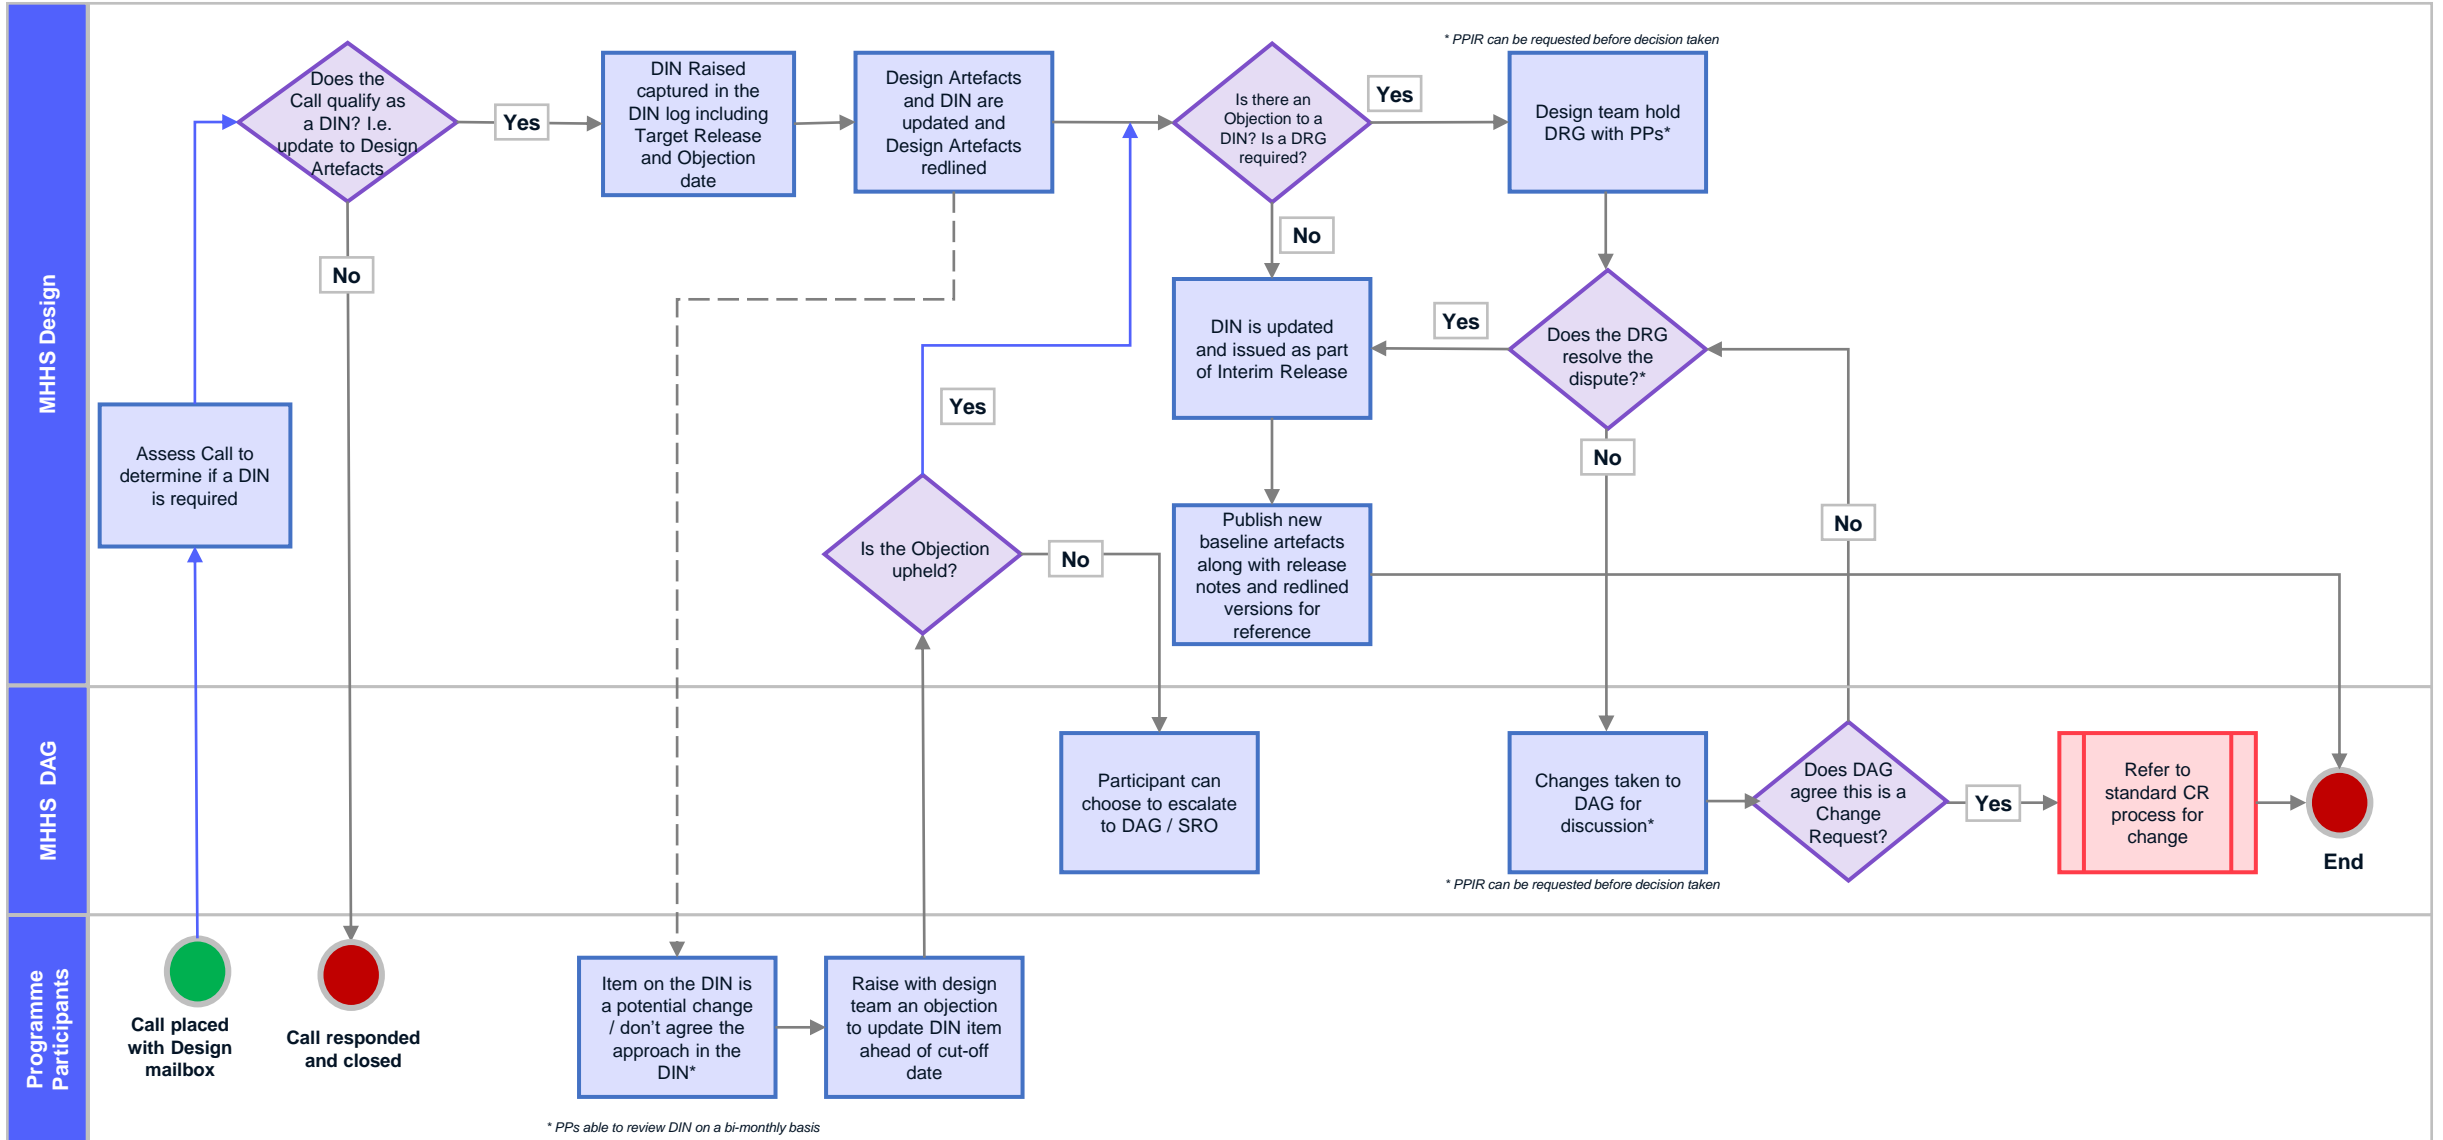 MHHS Design
Does the
Call qualify as
a DIN? I.e.
update to Design
Artefacts
Yes
DIN Raised
captured in the
DIN log including
Target Release
and Objection
date
Design Artefacts
and DIN are
updated and
Design Artefacts
redlined
Is there an
Objection to a
DIN? Is a DRG
required?
Yes
* PPIR can be requested before decision taken
Design team hold
DRG with PPs*
No
No
DIN is updated
and issued as part
of Interim Release
Yes
Does the DRG
resolve the
dispute?*
Assess Call to
determine if a DIN
is required
Yes
No
Is the Objection
upheld?
No
Publish new
baseline artefacts
along with release
notes and redlined
versions for
reference
No
MHHS DAG
Participant can
choose to escalate
to DAG / SRO
Changes taken to
DAG for
discussion*
* PPIR can be requested before decision taken
Does DAG
agree this is a
Change
Request?
Yes
Refer to
standard CR
process for
change
End
Programme
Participants
Call placed
with Design
mailbox
Call responded
and closed
Item on the DIN is
a potential change
/ don’t agree the
approach in the
DIN*
Raise with design
team an objection
to update DIN item
ahead of cut-off
date
* PPs able to review DIN on a bi-monthly basis